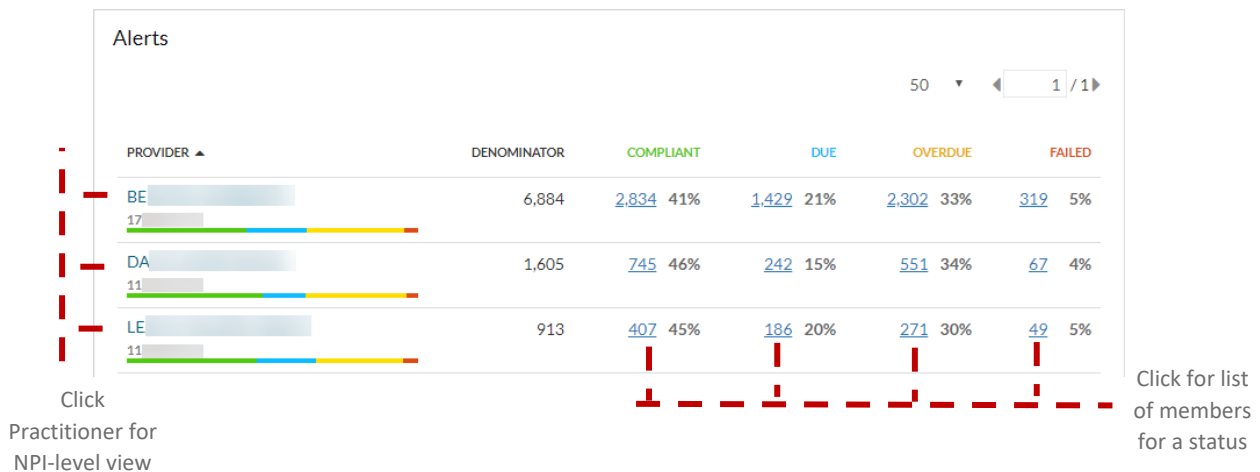 Alerts
50 1 / 1
PROVIDER DENOMINATOR COMPLIANT DUE OVERDUE FAILED
BE 6,884 2,834 41% 1,429 21% 2,302 33% 319 5%
17
DA 1,605 745 46% 242 15% 551 34% 67 4%
11
LE 913 407 45% 186 20% 271 30% 49 5%
11
Click
Practitioner for
NPI-level view
Click for list
of members
for a status